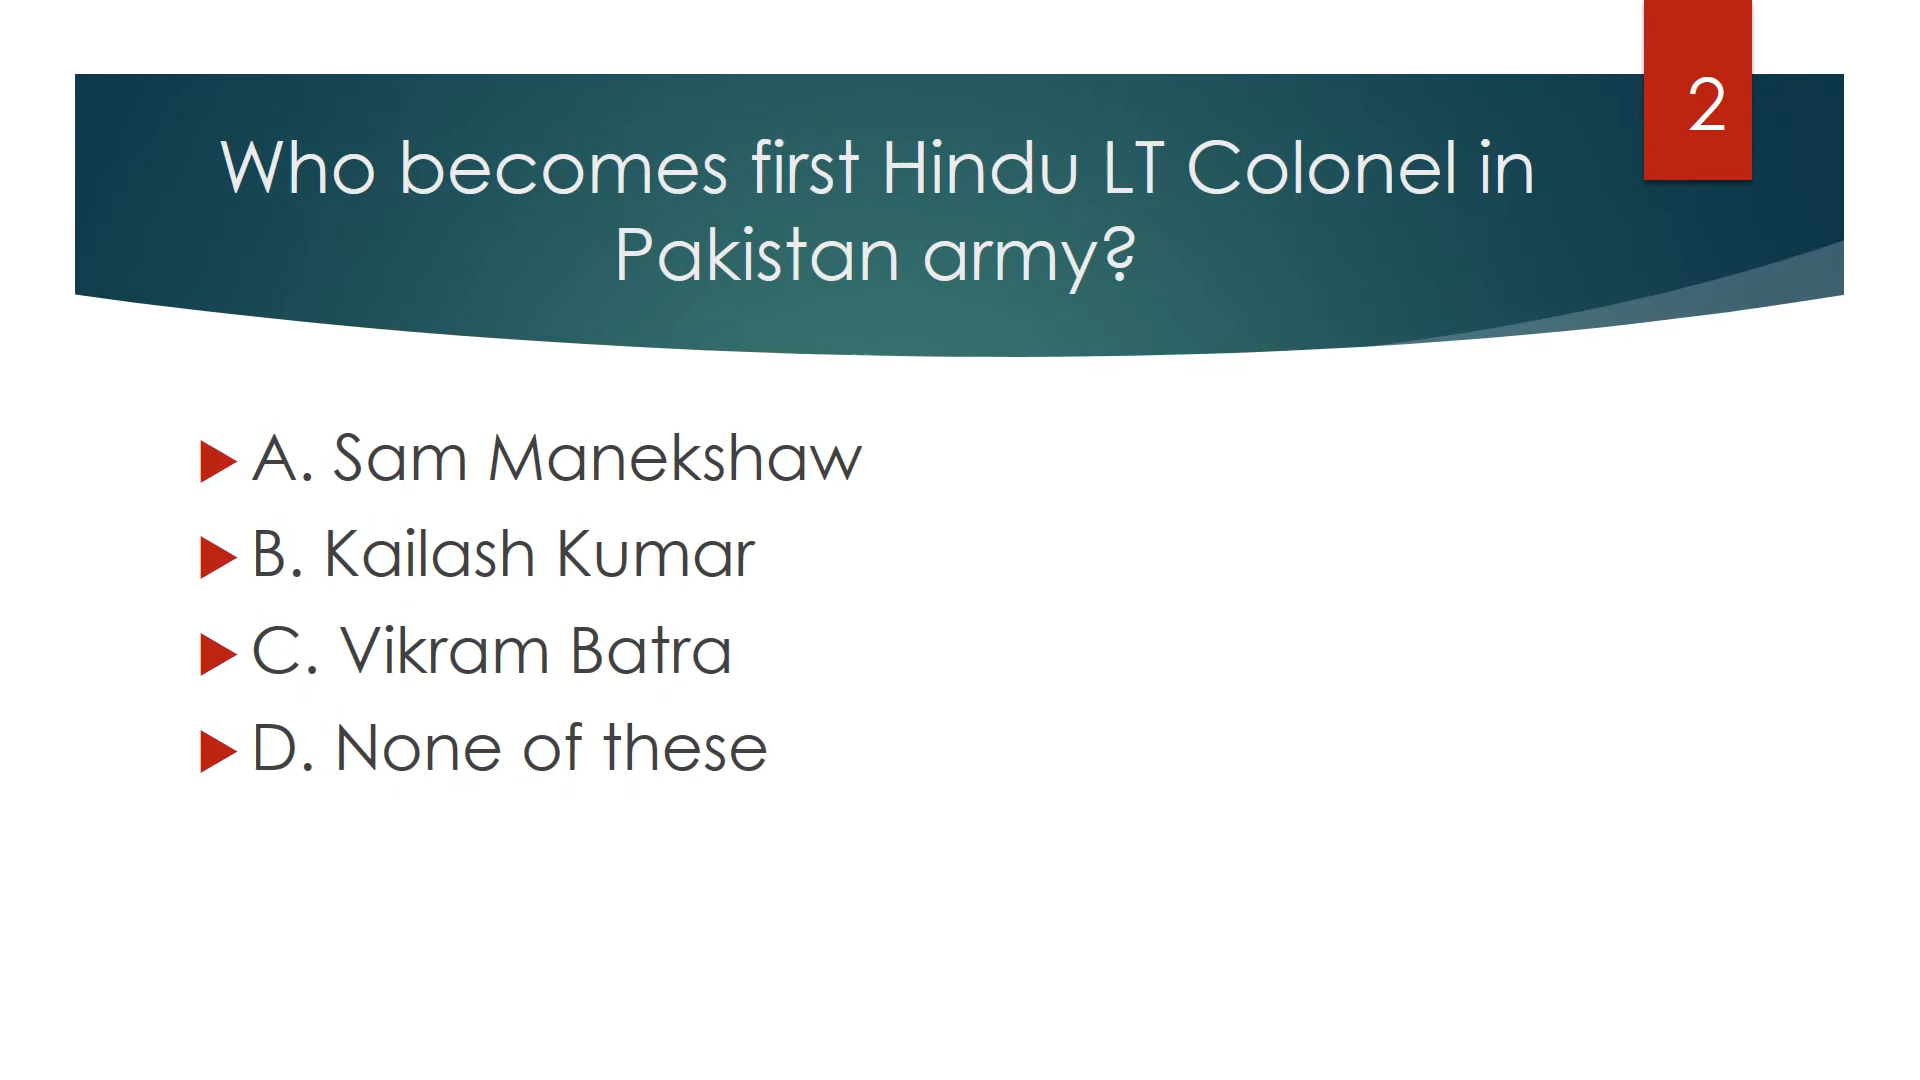 2
Who becomes first Hindu LT Colonel in
Pakistan army?
A. Sam Manekshaw
B. Kailash Kumar
C. Vikram Batra
D. None of these